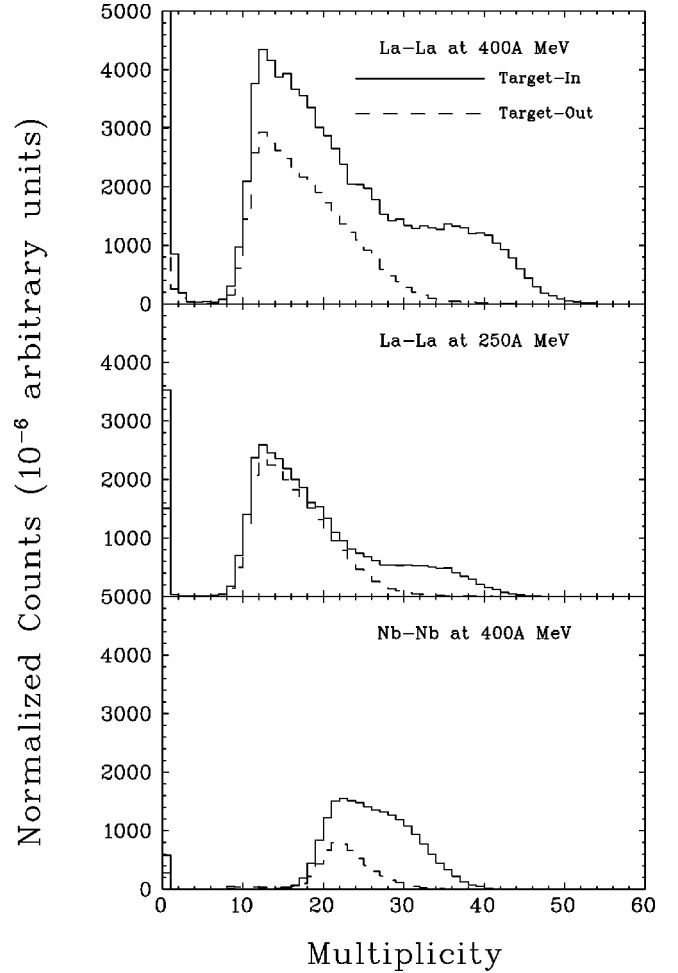 5000
La-La at 400A MeV
4000
Target-In
Target-Out
3000
2000
1000
0
La-La at 250A MeV
4000
3000
2000
1000
5000
Nb-Nb at 400A MeV
4000
3000
2000
1000
0
0 10 20 30 40 50 60
Multiplicity
Normalized Counts (10⁻⁶ arbitrary units)